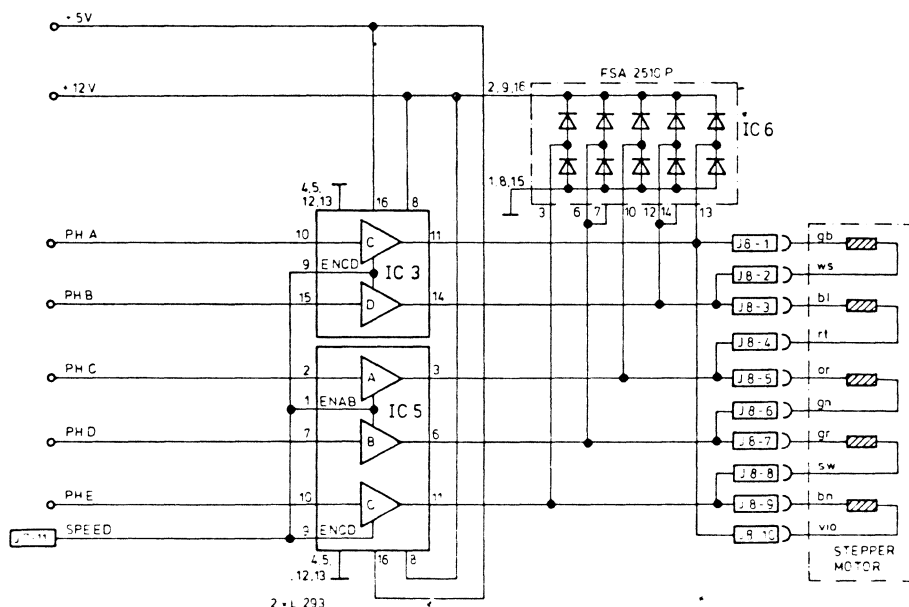 +5V
+12V
FSA 2510P
2,9,16
IC6
1,8,15
3 6 7 10 12 14 13
4,5,
12,13
16 8
PH A
10
C
11
J8-1
gb
9
ENCD
IC 3
J8-2
ws
PH B
15
D
14
J8-3
bl
J8-4
rt
PH C
2
A
3
J8-5
or
1
ENAB
IC 5
J8-6
gn
PH D
7
B
6
J8-7
gr
J8-8
sw
PH E
10
C
11
J8-9
bn
SPEED
9
ENCD
J8-10
vio
4,5,
12,13
16 8
STEPPER
MOTOR
2×L 293